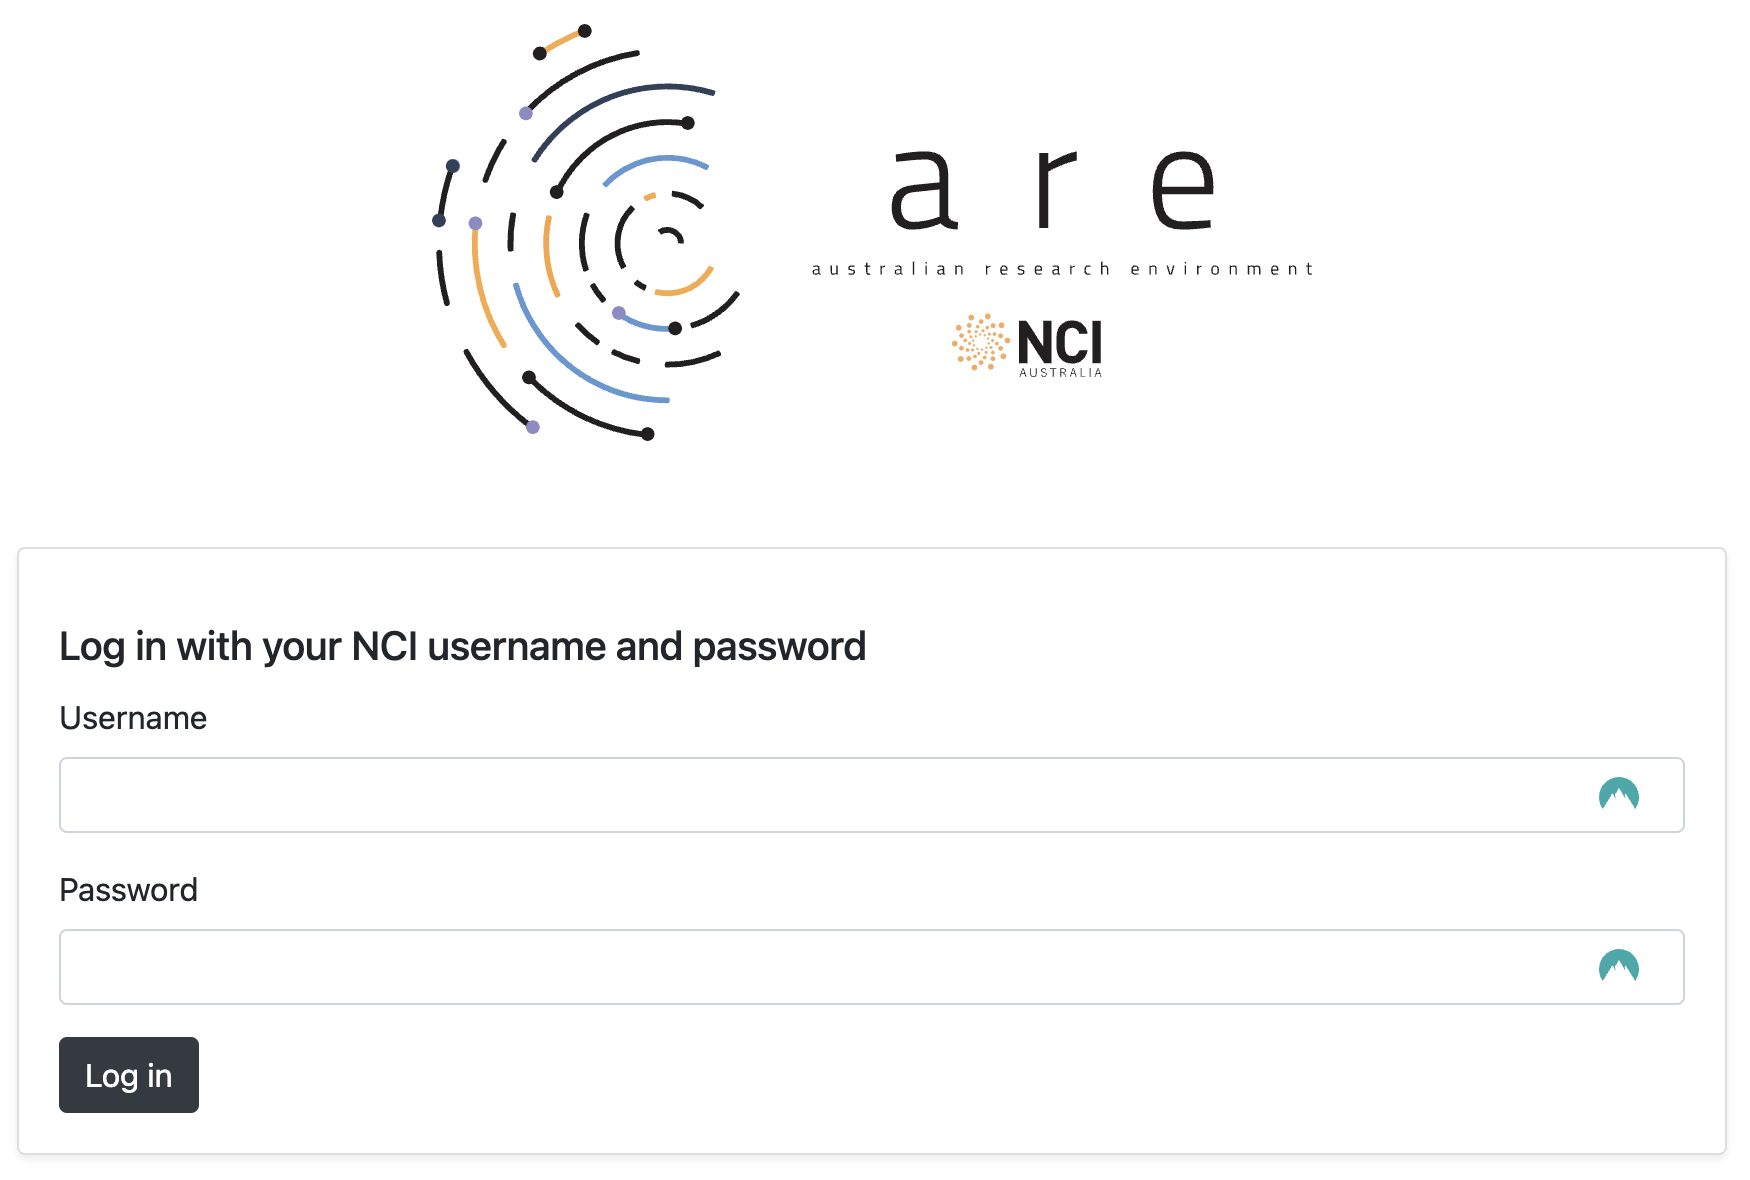 are
australian research environment
NCI
AUSTRALIA
Log in with your NCI username and password
Username
Password
Log in